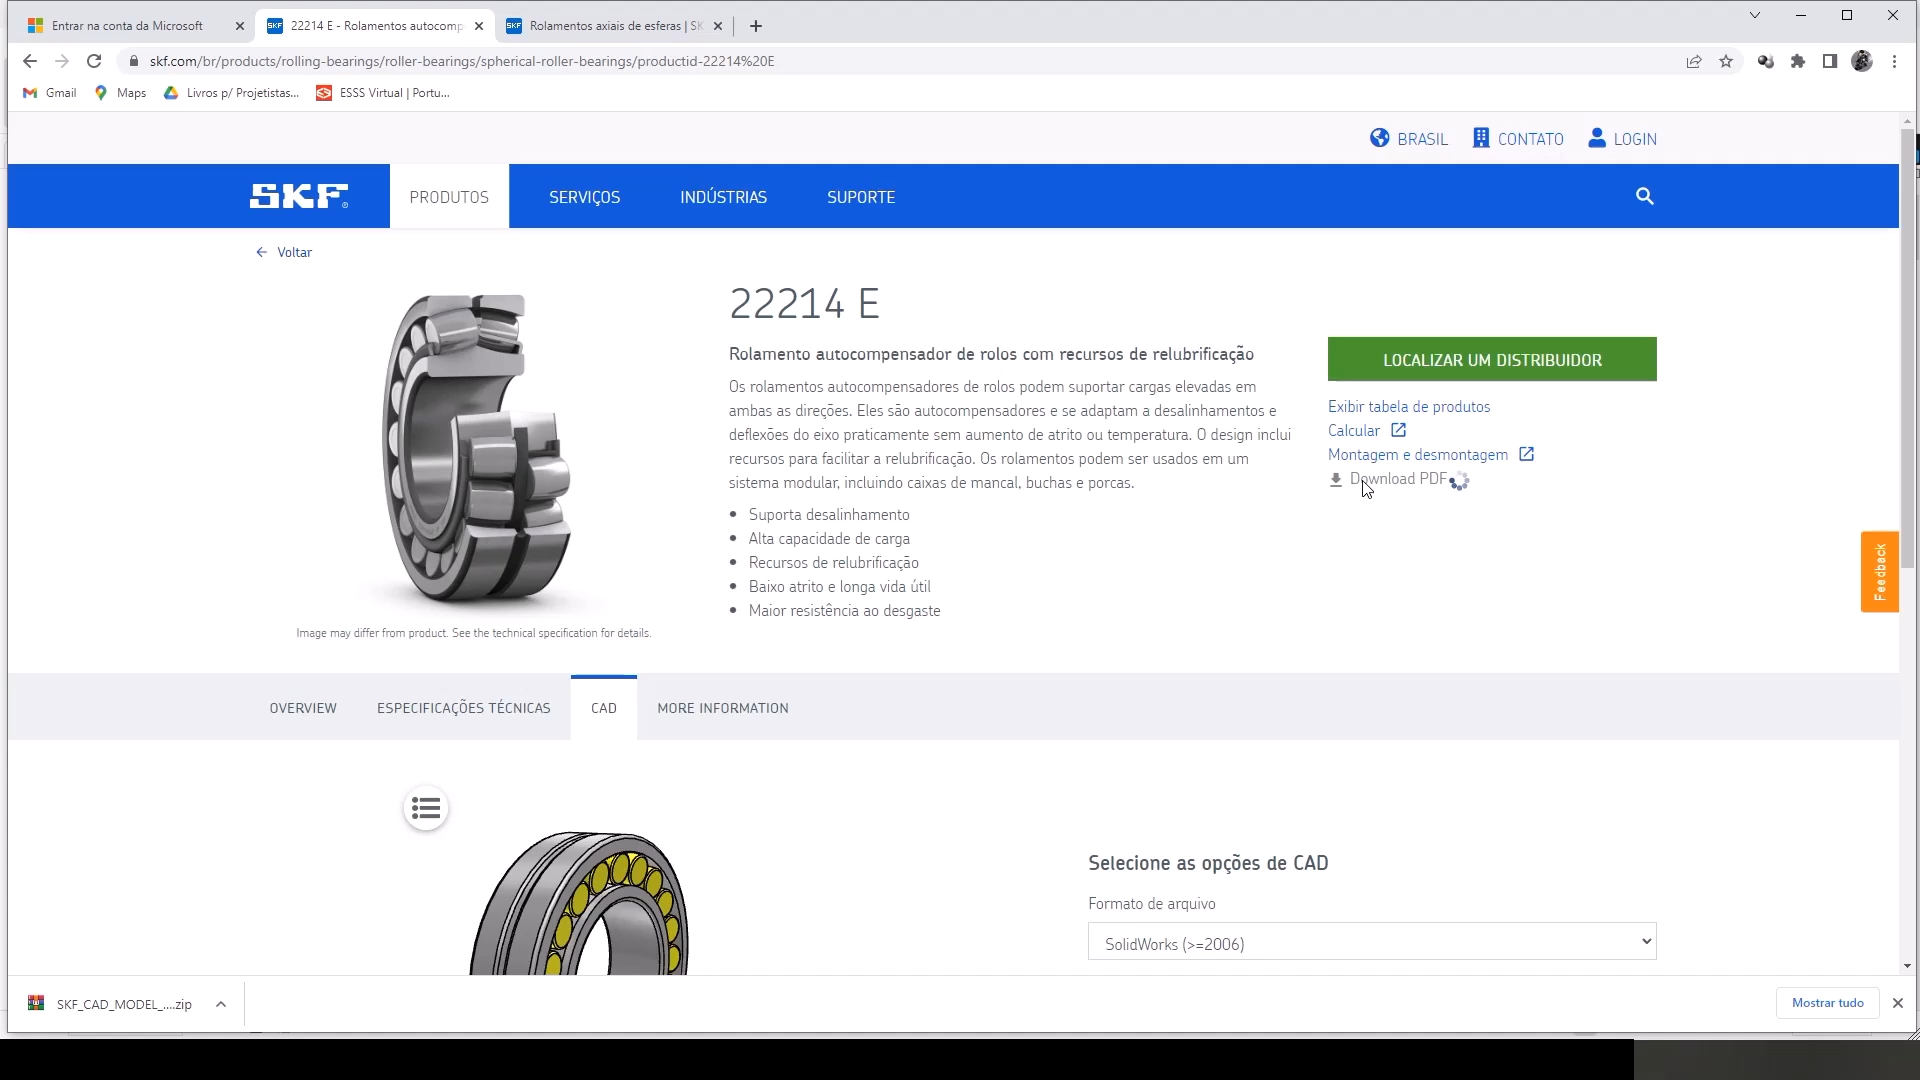 Entrar na conta da Microsoft
22214 E - Rolamentos autocomp
Rolamentos axiais de esferas | SK
skf.com/br/products/rolling-bearings/roller-bearings/spherical-roller-bearings/productid-22214%20E
Gmail
Maps
Livros p/ Projetistas...
ESSS Virtual | Portu...
BRASIL
CONTATO
LOGIN
SKF
PRODUTOS
SERVIÇOS
INDÚSTRIAS
SUPORTE
Voltar
22214 E
Rolamento autocompensador de rolos com recursos de relubrificação
Os rolamentos autocompensadores de rolos podem suportar cargas elevadas em
ambas as direções. Eles são autocompensadores e se adaptam a desalinhamentos e
deflexões do eixo praticamente sem aumento de atrito ou temperatura. O design inclui
recursos para facilitar a relubrificação. Os rolamentos podem ser usados em um
sistema modular, incluindo caixas de mancal, buchas e porcas.
Suporta desalinhamento
Alta capacidade de carga
Recursos de relubrificação
Baixo atrito e longa vida útil
Maior resistência ao desgaste
Image may differ from product. See the technical specification for details.
LOCALIZAR UM DISTRIBUIDOR
Exibir tabela de produtos
Calcular
Montagem e desmontagem
Download PDF
Feedback
OVERVIEW
ESPECIFICAÇÕES TÉCNICAS
CAD
MORE INFORMATION
Selecione as opções de CAD
Formato de arquivo
SolidWorks (>=2006)
SKF_CAD_MODEL_....zip
Mostrar tudo